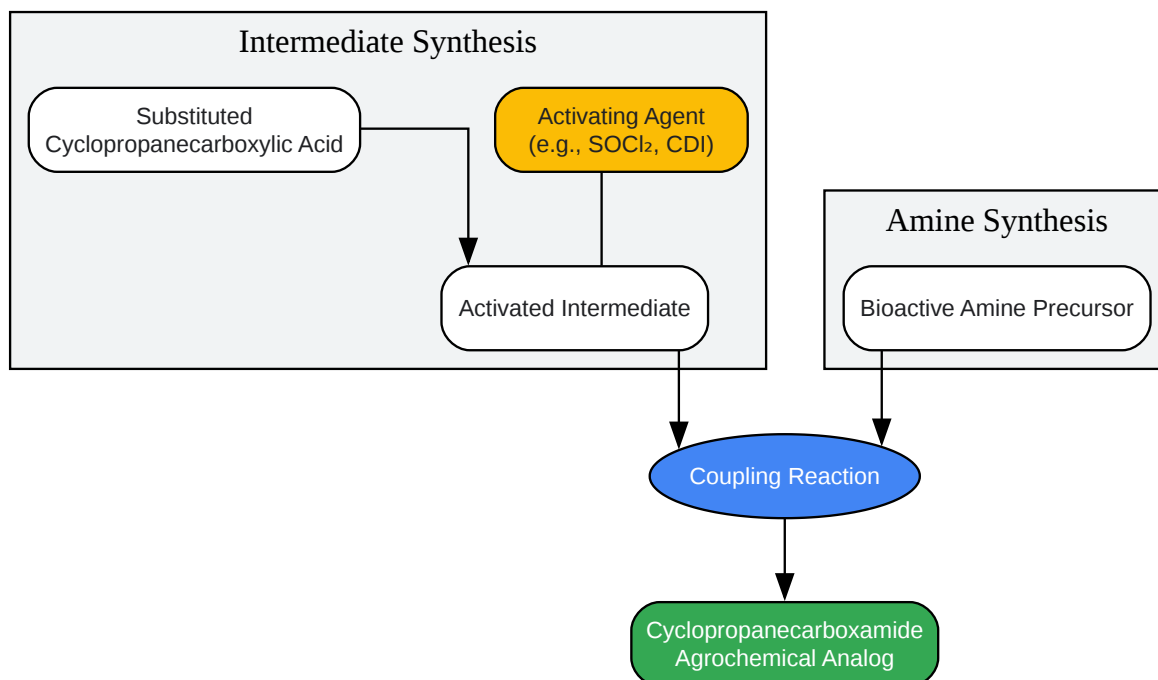 Intermediate Synthesis
Substituted
Cyclopropanecarboxylic Acid
Activating Agent
(e.g., SOCl₂, CDI)
Activated Intermediate
Amine Synthesis
Bioactive Amine Precursor
Coupling Reaction
Cyclopropanecarboxamide
Agrochemical Analog